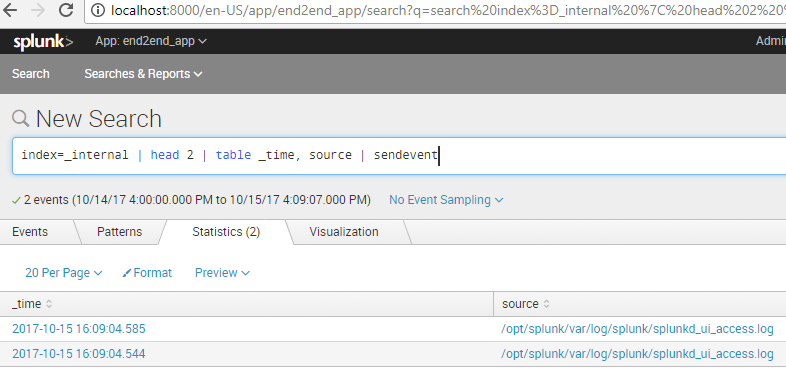 localhost:8000/en-US/app/end2end_app/search?q=search%20index%3D_internal%20%7C%20head%202%20%
splunk> App: end2end_app Admi
Search Searches & Reports
New Search
index=_internal | head 2 | table _time, source | sendevent
2 events (10/14/17 4:00:00.000 PM to 10/15/17 4:09:07.000 PM) No Event Sampling
Events Patterns Statistics (2) Visualization
20 Per Page Format Preview
_time source
2017-10-15 16:09:04.585 /opt/splunk/var/log/splunk/splunkd_ui_access.log
2017-10-15 16:09:04.544 /opt/splunk/var/log/splunk/splunkd_ui_access.log